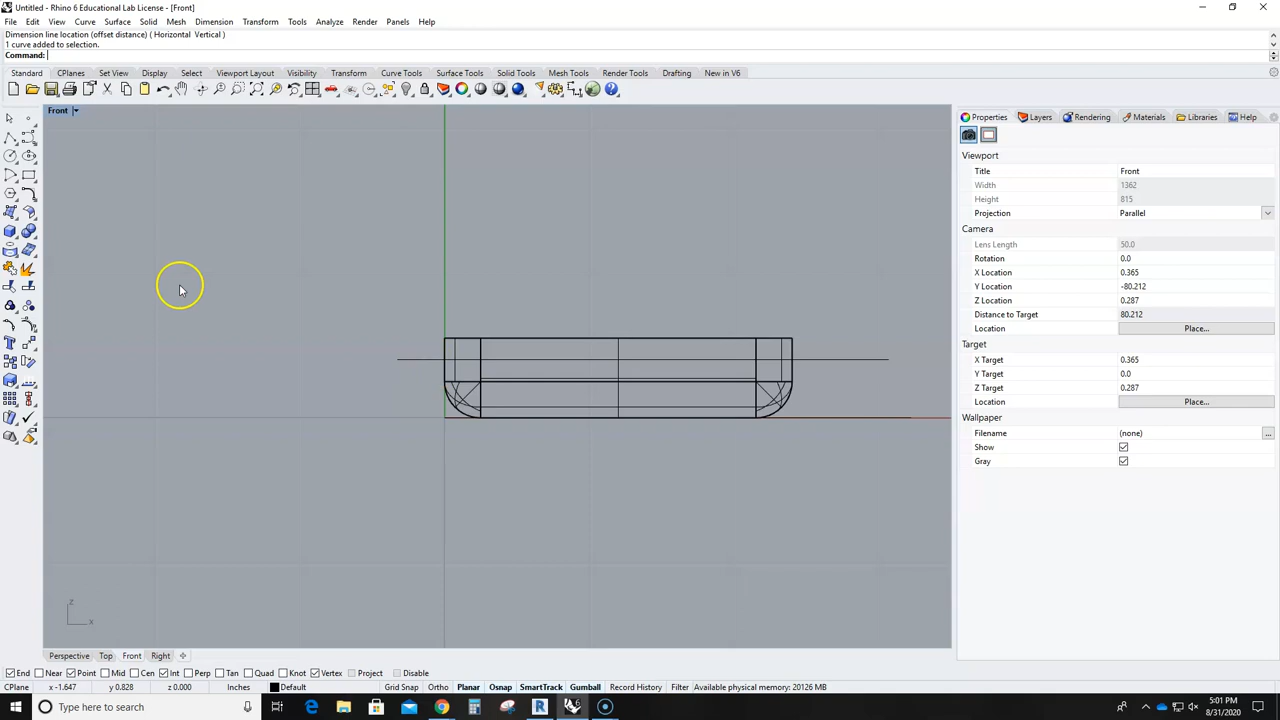 Untitled - Rhino 6 Educational Lab License - [Front]
File Edit View Curve Surface Solid Mesh Dimension Transform Tools Analyze Render Panels Help
Dimension line location (offset distance) ( Horizontal Vertical )
1 curve added to selection.
Command:
Standard CPlanes Set View Display Select Viewport Layout Visibility Transform Curve Tools Surface Tools Solid Tools Mesh Tools Render Tools Drafting New in V6
Front
Properties Layers Rendering Materials Libraries Help
Viewport
Title Front
Width 1362
Height 815
Projection Parallel
Camera
Lens Length 50.0
Rotation 0.0
X Location 0.365
Y Location -80.212
Z Location 0.287
Distance to Target 80.212
Location Place...
Target
X Target 0.365
Y Target 0.0
Z Target 0.287
Location Place...
Wallpaper
Filename (none) ...
Show
Gray
z
x
Perspective Top Front Right
End Near Point Mid Cen Int Perp Tan Quad Knot Vertex Project Disable
CPlane x -1.647 y 0.828 z 0.000 Inches Default Grid Snap Ortho Planar Osnap SmartTrack Gumball Record History Filter Available physical memory: 20126 MB
Type here to search
5:01 PM
8/31/2020